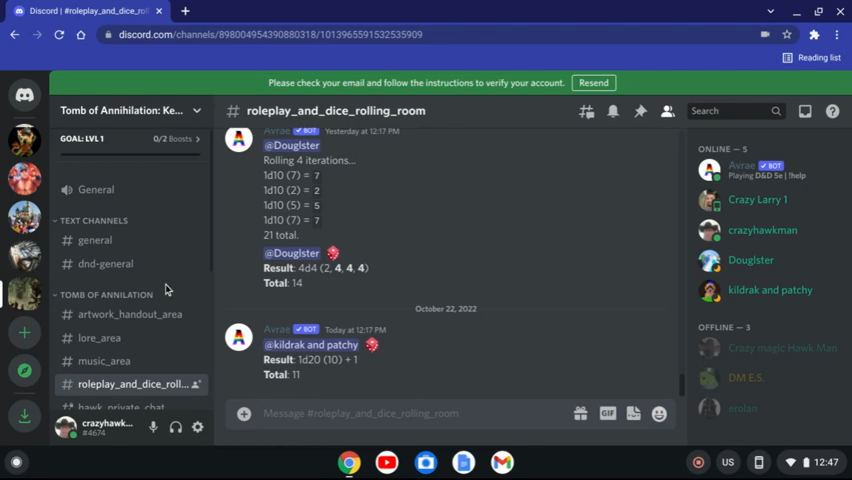 Discord | #roleplay_and_dice_roll
discord.com/channels/898004954390880318/1013965591532535909
Reading list
Please check your email and follow the instructions to verify your account.
Resend
Tomb of Annihilation: Ke...
# roleplay_and_dice_rolling_room
Search
GOAL: LVL 1
0/2 Boosts
General
TEXT CHANNELS
# general
# dnd-general
TOMB OF ANNILATION
# artwork_handout_area
# lore_area
# music_area
# roleplay_and_dice_roll...
# hawk_private_chat
crazyhawk...
#4674
Avrae BOT Yesterday at 12:17 PM
@Douglster
Rolling 4 iterations...
1d10 (7) = 7
1d10 (2) = 2
1d10 (5) = 5
1d10 (7) = 7
21 total.
@Douglster
Result: 4d4 (2, 4, 4, 4)
Total: 14
October 22, 2022
Avrae BOT Today at 12:17 PM
@kildrak and patchy
Result: 1d20 (10) + 1
Total: 11
Message #roleplay_and_dice_rolling_room
GIF
ONLINE — 5
Avrae BOT
Playing D&D 5e | !help
Crazy Larry 1
crazyhawkman
Douglster
kildrak and patchy
OFFLINE — 3
Crazy magic Hawk Man
DM E.S.
erolan
US
12:47